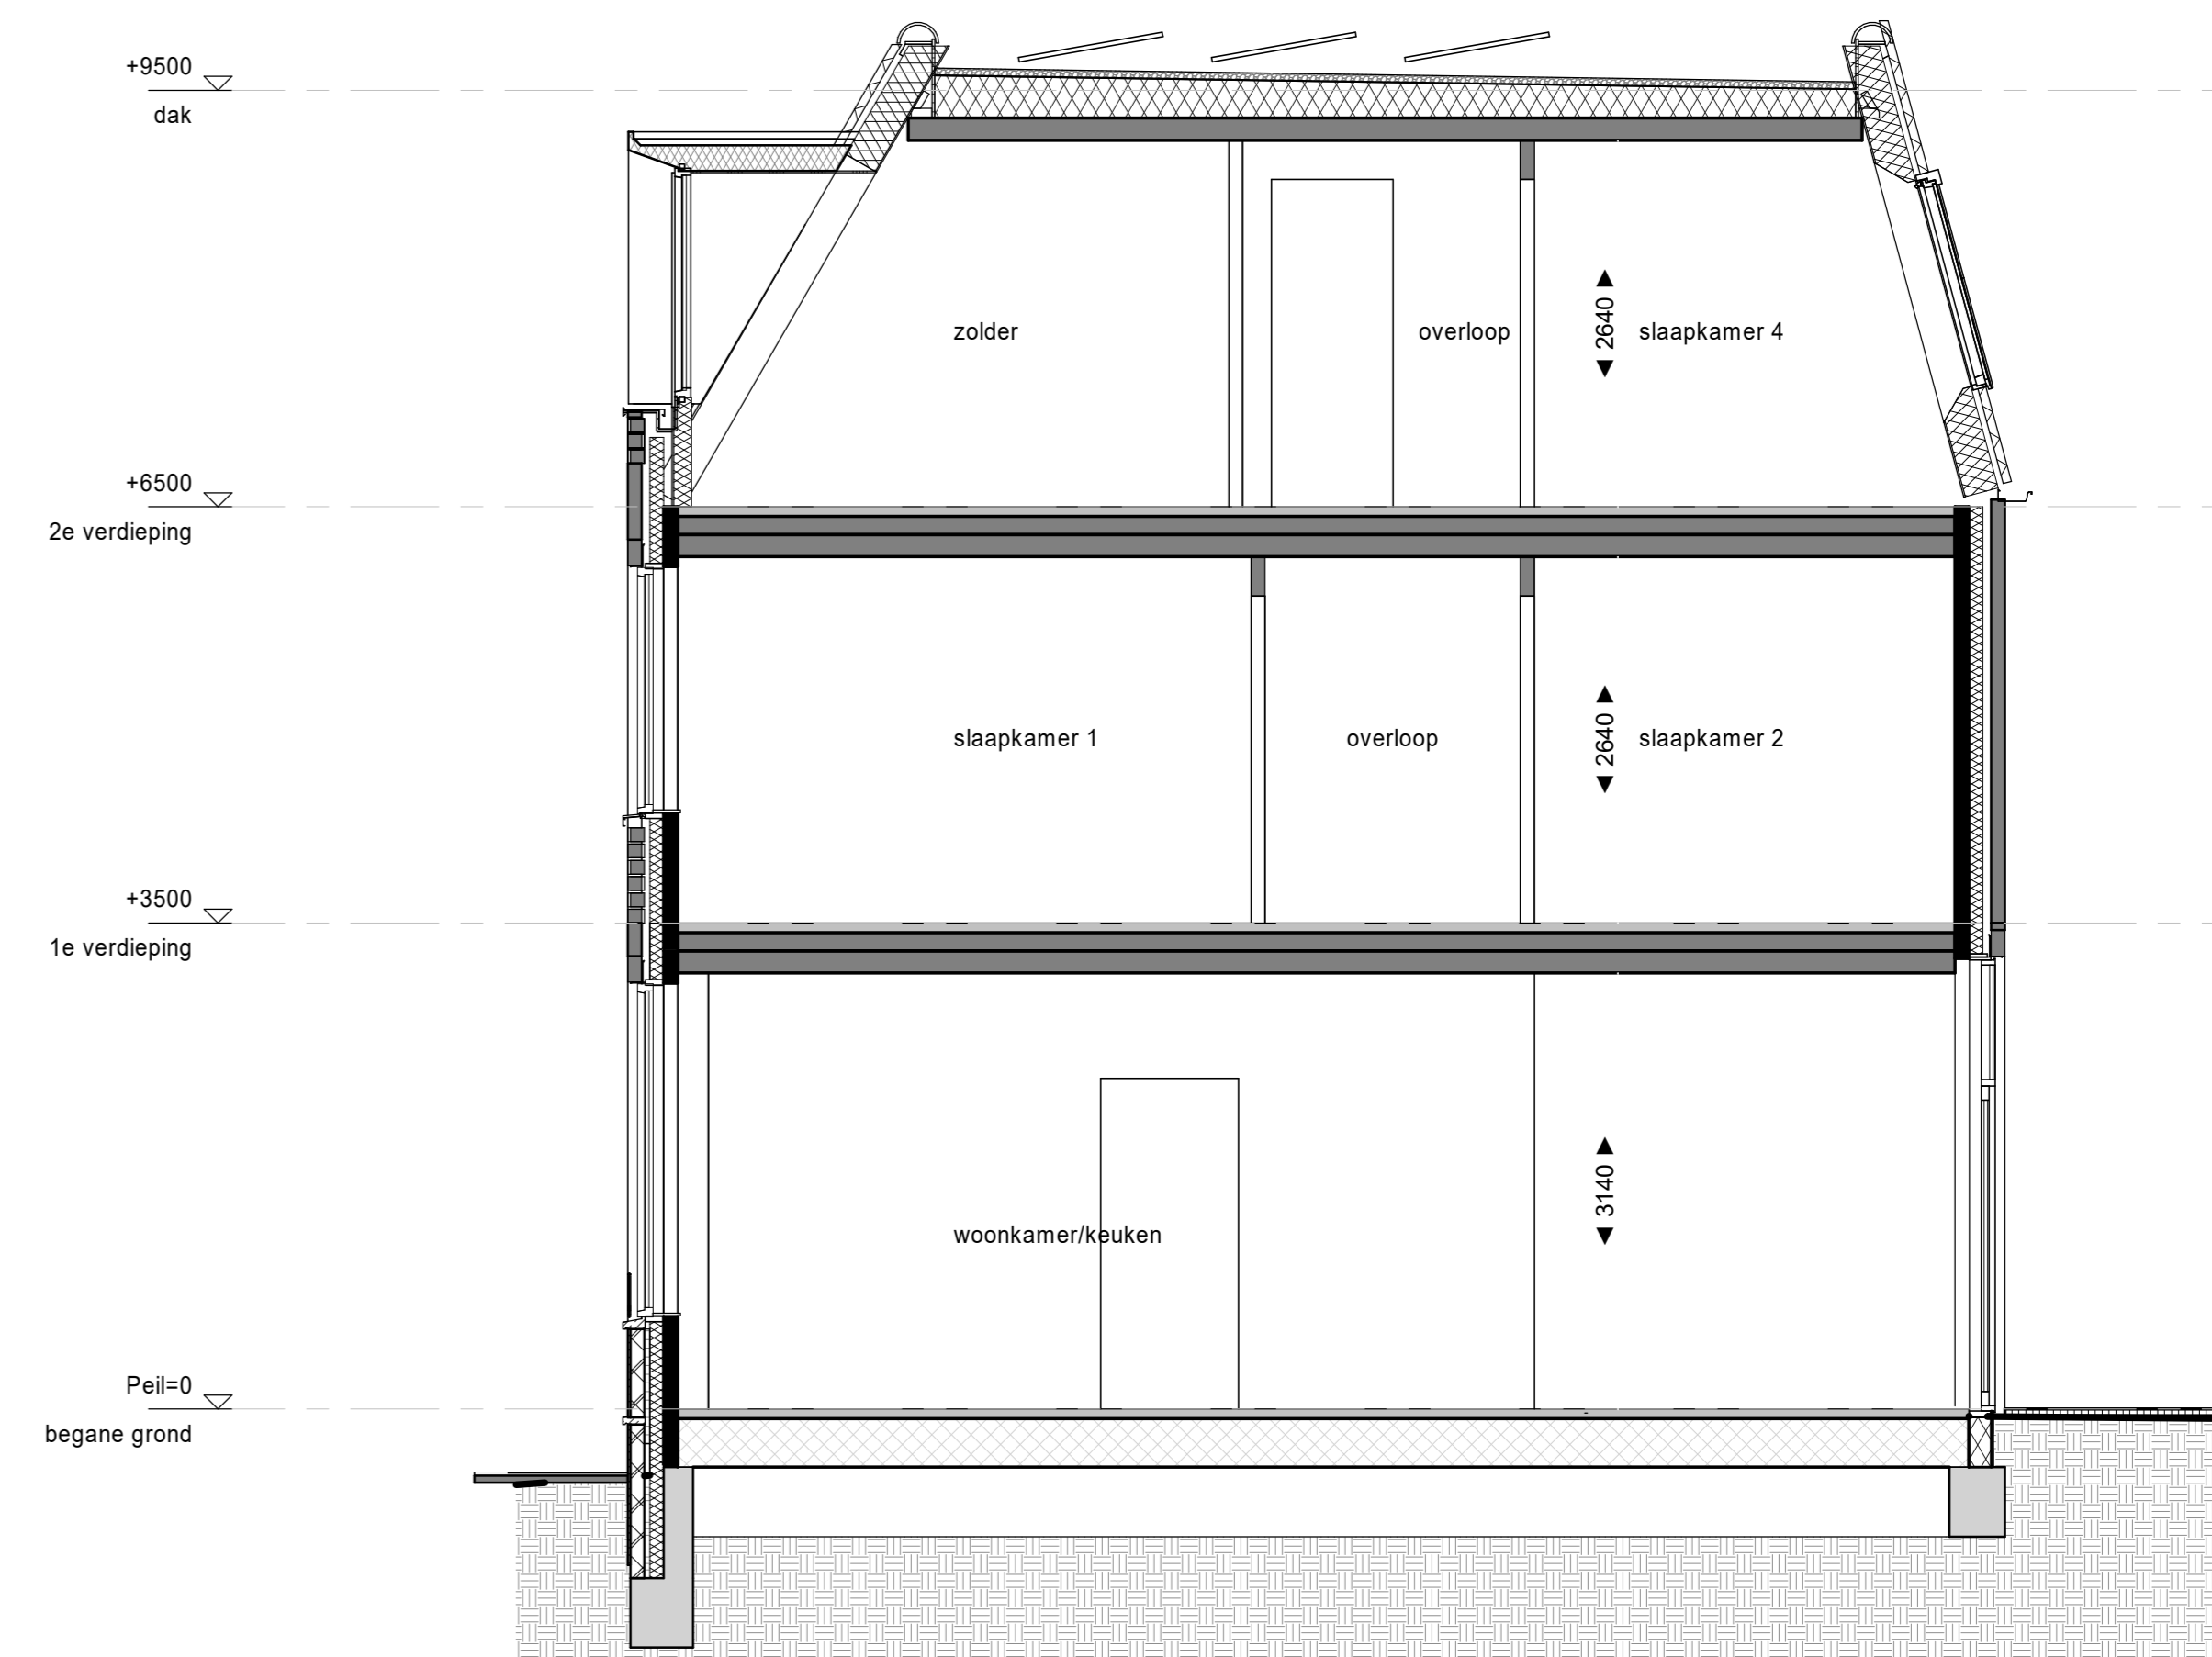 +9500
dak
zolder
overloop
2640
slaapkamer 4
+6500
2e verdieping
slaapkamer 1
overloop
2640
slaapkamer 2
+3500
1e verdieping
3140
woonkamer/keuken
Peil=0
begane grond